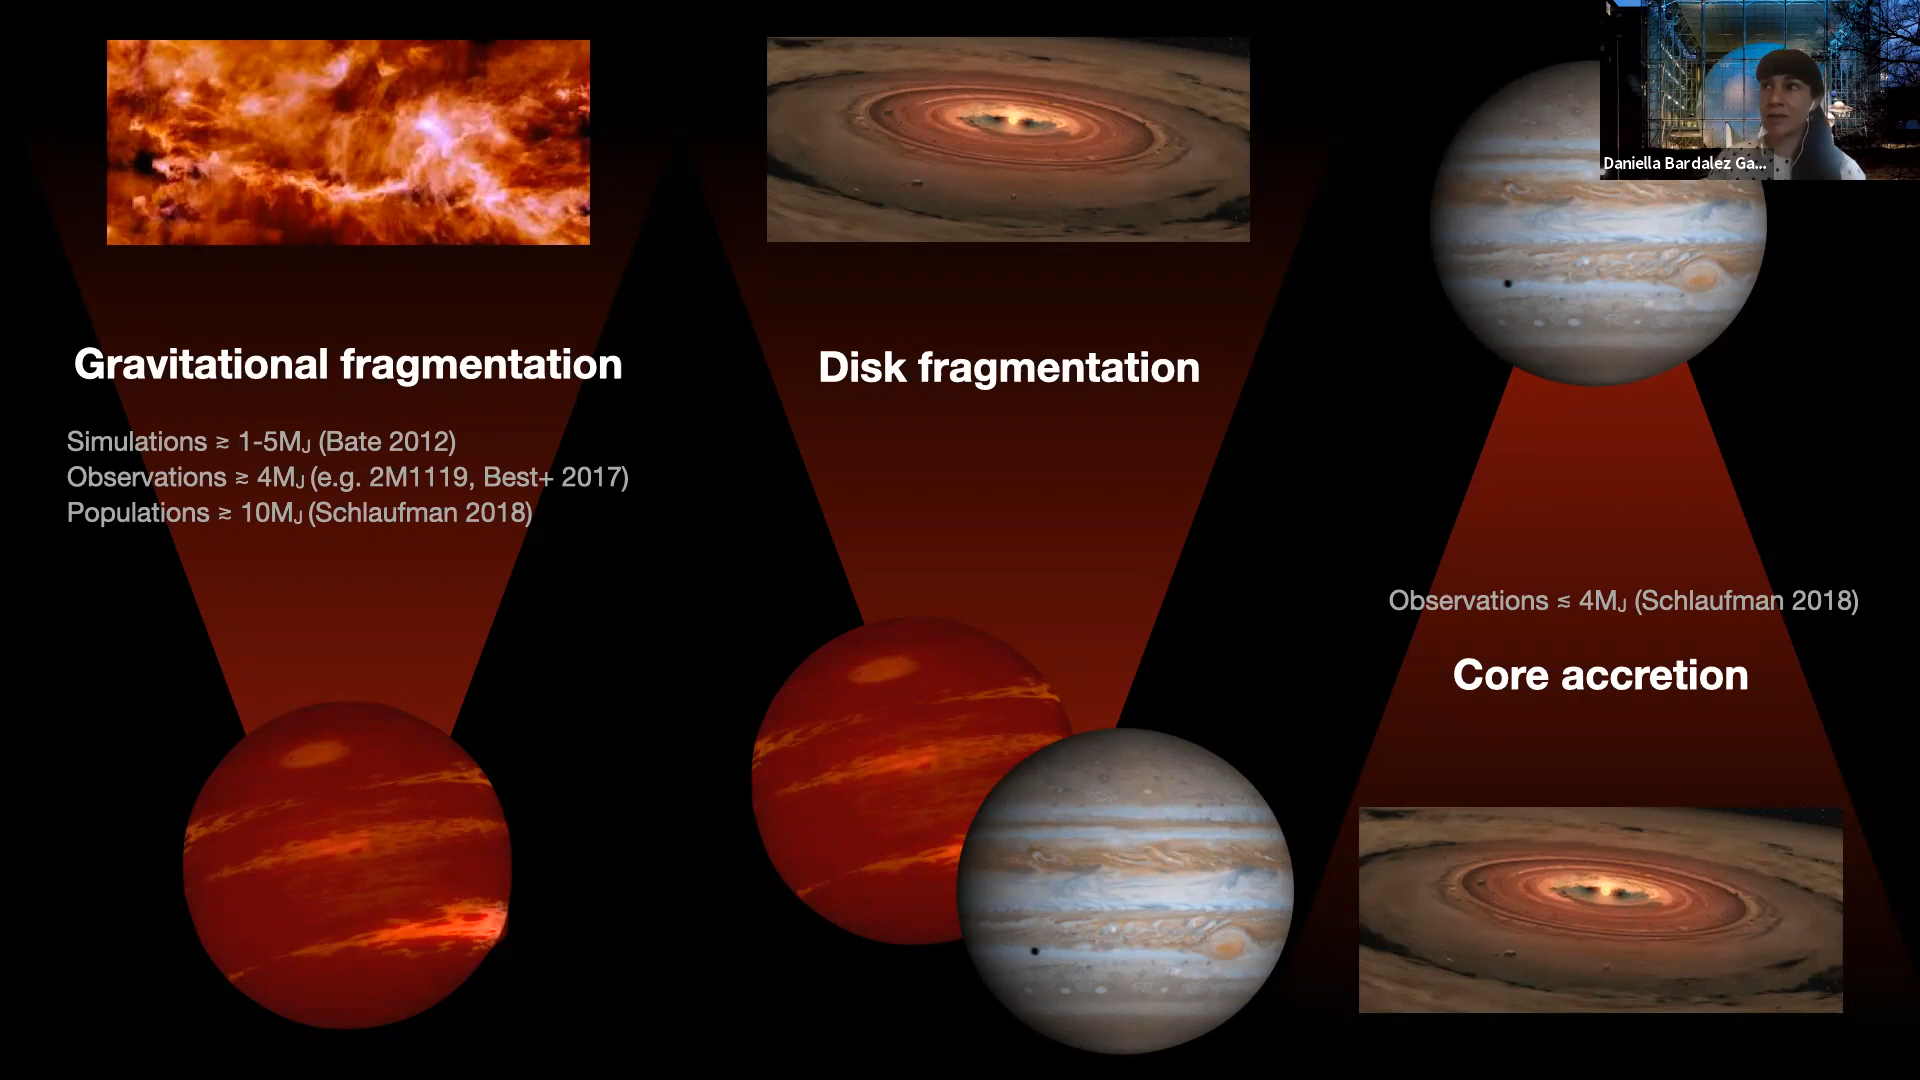 Daniella Bardalez Ga...
Gravitational fragmentation
Simulations ≳ 1-5MJ (Bate 2012)
Observations ≳ 4MJ (e.g. 2M1119, Best+ 2017)
Populations ≳ 10MJ (Schlaufman 2018)
Disk fragmentation
Observations ≲ 4MJ (Schlaufman 2018)
Core accretion